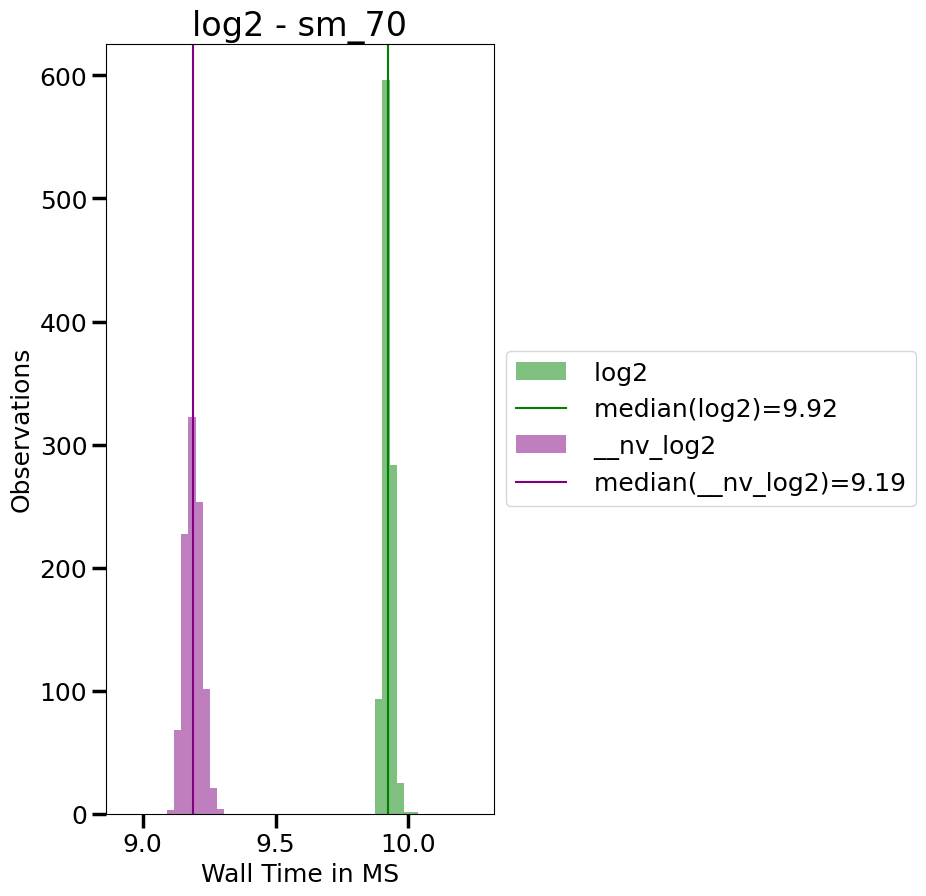 log2 - sm_70
600
500
400
300
200
100
0
Observations
9.0
9.5
10.0
Wall Time in MS
log2
median(log2)=9.92
__nv_log2
median(__nv_log2)=9.19